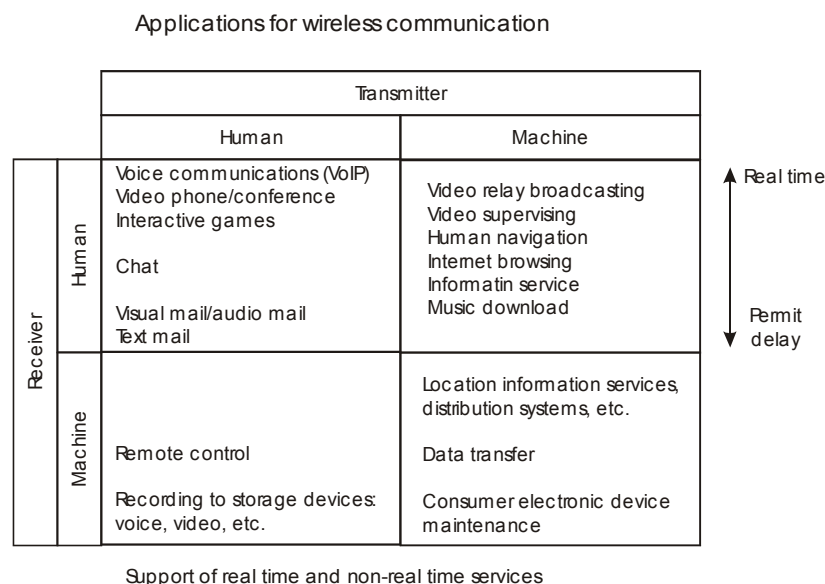 Applications for wireless communication
Transmitter
Human
Machine
Receiver
Human
Voice communications (VoIP)
Video phone/conference
Interactive games
Chat
Visual mail/audio mail
Text mail
Video relay broadcasting
Video supervising
Human navigation
Internet browsing
Informatin service
Music download
Real time
Permit
delay
Machine
Remote control
Recording to storage devices:
voice, video, etc.
Location information services,
distribution systems, etc.
Data transfer
Consumer electronic device
maintenance
Support of real time and non-real time services